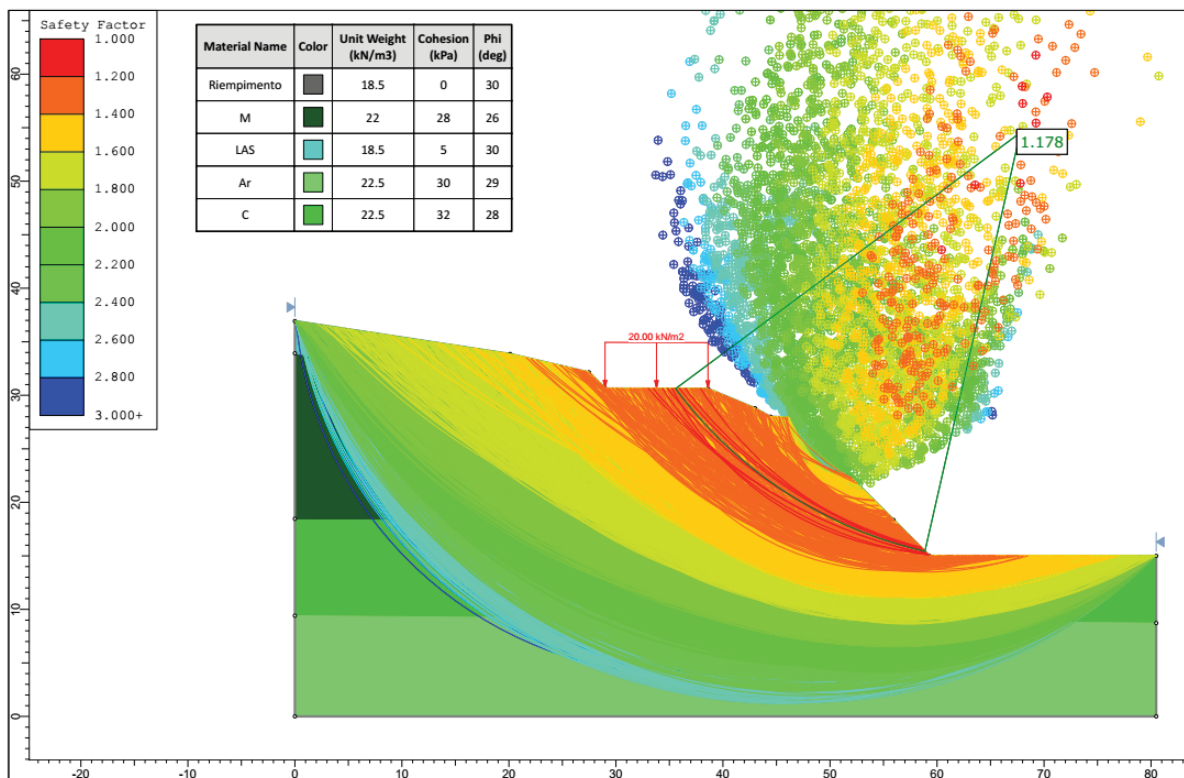 Safety Factor
1.000
1.200
1.400
1.600
1.800
2.000
2.200
2.400
2.600
2.800
3.000+
Material Name Color Unit Weight (kN/m3) Cohesion (kPa) Phi (deg)
Riempimento 18.5 0 30
M 22 28 26
LAS 18.5 5 30
Ar 22.5 30 29
C 22.5 32 28
1.178
20.00 kN/m2
60
50
40
30
20
10
0
-20 -10 0 10 20 30 40 50 60 70 80